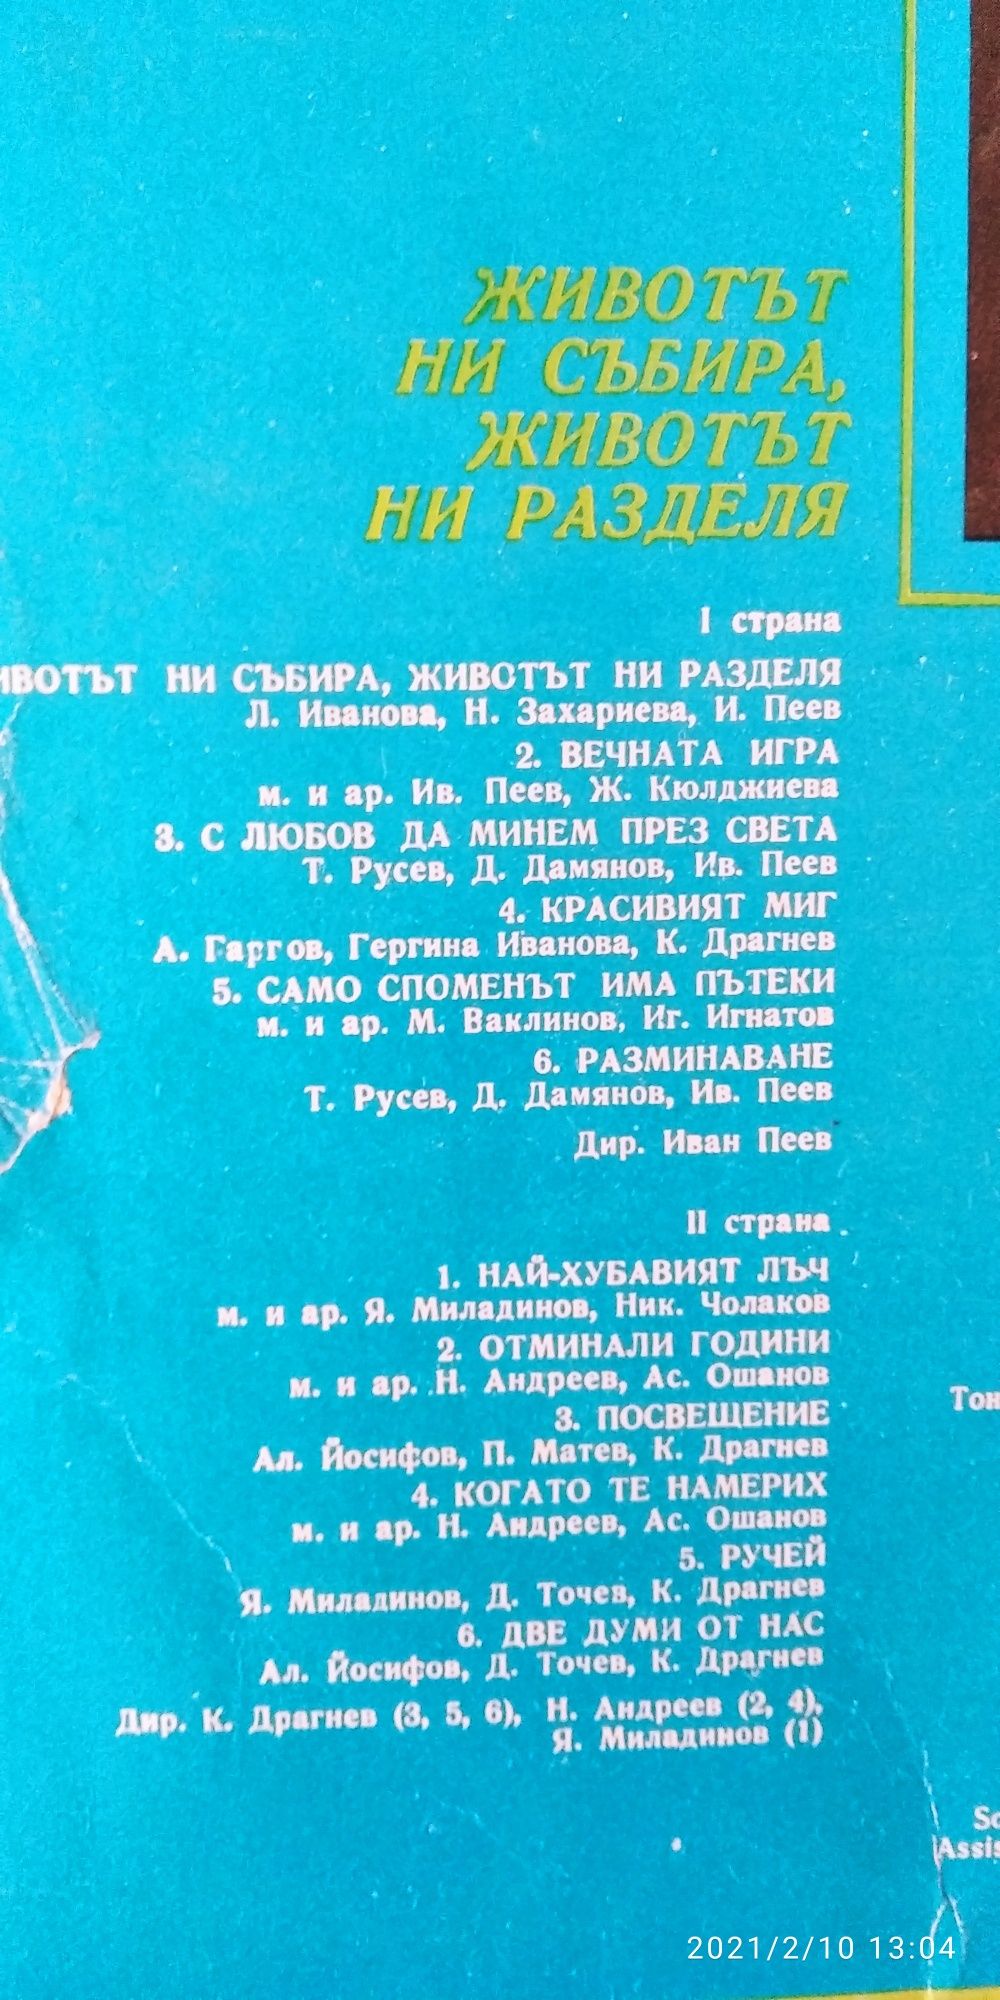 ЖИВОТЪТ
НИ СЪБИРА,
ЖИВОТЪТ
НИ РАЗДЕЛЯ
I страна
НИ СЪБИРА, ЖИВОТЪТ НИ РАЗДЕЛЯ
Л. Иванова, Н. Захариева, И. Пеев
2. ВЕЧНАТА ИГРА
м. и ар. Ив. Пеев, Ж. Кюлджиева
3. С ЛЮБОВ ДА МИНЕМ ПРЕЗ СВЕТА
Т. Русев, Д. Дамянов, Ив. Пеев
4. КРАСИВИЯТ МИГ
А. Гаргов, Гергина Иванова, К. Драгнев
5. САМО СПОМЕНЪТ ИМА ПЪТЕКИ
м. и ар. М. Ваклинов, Иг. Игнатов
6. РАЗМИНАВАНЕ
Т. Русев, Д. Дамянов, Ив. Пеев
Дир. Иван Пеев
II страна
1. НАЙ-ХУБАВИЯТ ЛЪЧ
м. и ар. Я. Миладинов, Ник. Чолаков
2. ОТМИНАЛИ ГОДИНИ
м. и ар. Н. Андреев, Ас. Ошанов
3. ПОСВЕЩЕНИЕ
Ал. Йосифов, П. Матев, К. Драгнев
4. КОГАТО ТЕ НАМЕРИХ
м. и ар. Н. Андреев, Ас. Ошанов
5. РУЧЕЙ
Я. Миладинов, Д. Точев, К. Драгнев
6. ДВЕ ДУМИ ОТ НАС
Ал. Йосифов, Д. Точев, К. Драгнев
Дир. К. Драгнев (3, 5, 6), Н. Андреев (2, 4),
Я. Миладинов (1)
2021/2/10 13:04